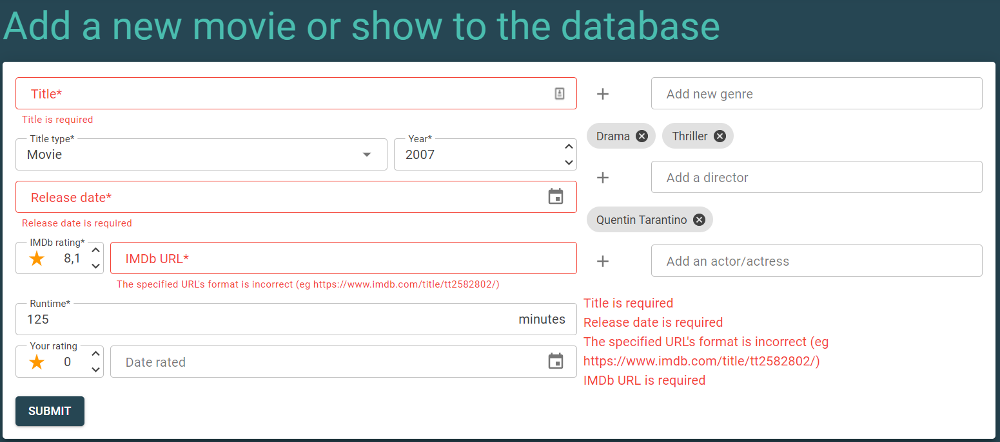 Add a new movie or show to the database
Title*
Title is required
Title type*
Movie
Year*
2007
Release date*
Release date is required
IMDb rating*
8,1
IMDb URL*
The specified URL's format is incorrect (eg https://www.imdb.com/title/tt2582802/)
Runtime*
125
minutes
Your rating
0
Date rated
SUBMIT
Add new genre
Drama
Thriller
Add a director
Quentin Tarantino
Add an actor/actress
Title is required
Release date is required
The specified URL's format is incorrect (eg
https://www.imdb.com/title/tt2582802/)
IMDb URL is required